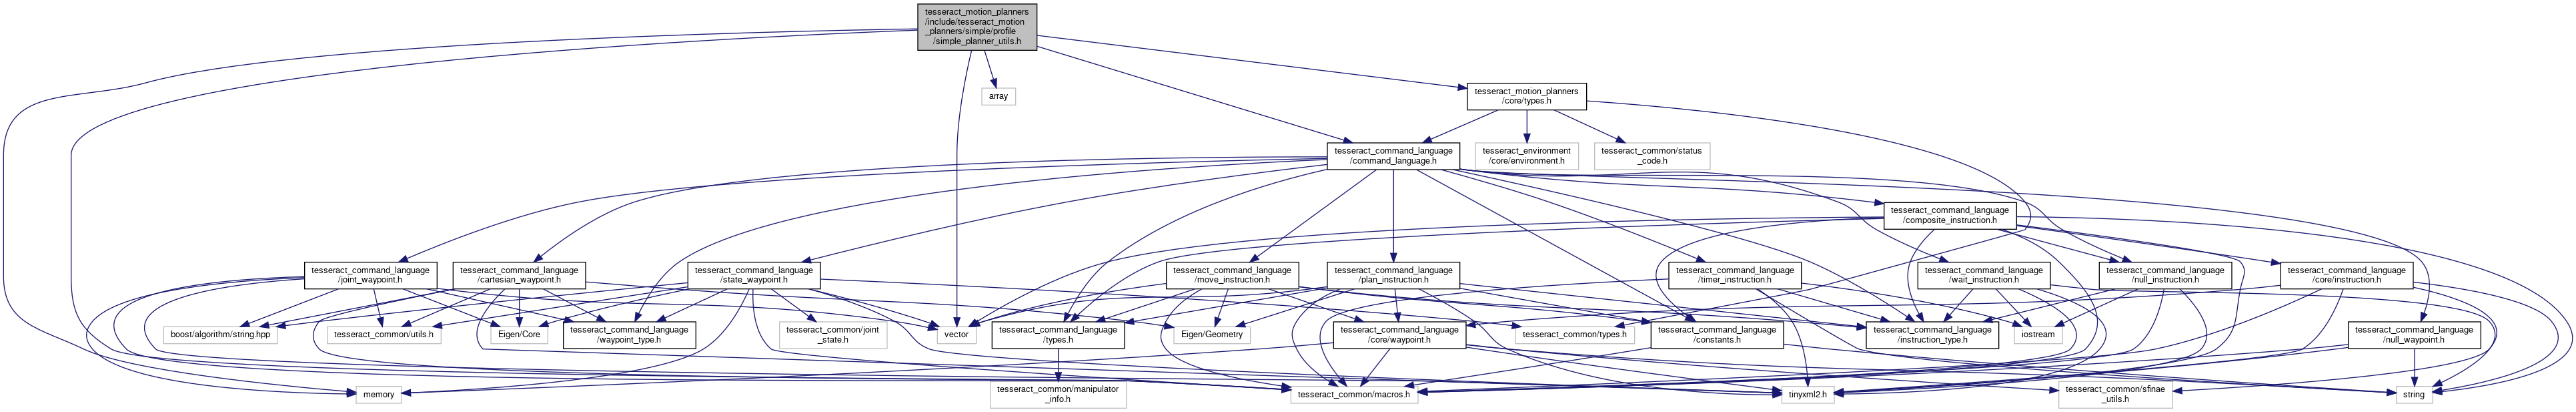 tesseract_motion_planners
/include/tesseract_motion
_planners/simple/profile
/simple_planner_utils.h
array
tesseract_motion_planners
/core/types.h
tesseract_command_language
/command_language.h
tesseract_environment
/core/environment.h
tesseract_common/status
_code.h
tesseract_command_language
/composite_instruction.h
tesseract_command_language
/joint_waypoint.h
tesseract_command_language
/cartesian_waypoint.h
tesseract_command_language
/state_waypoint.h
tesseract_command_language
/move_instruction.h
tesseract_command_language
/plan_instruction.h
tesseract_command_language
/timer_instruction.h
tesseract_command_language
/wait_instruction.h
tesseract_command_language
/null_instruction.h
tesseract_command_language
/core/instruction.h
boost/algorithm/string.hpp
tesseract_common/utils.h
Eigen/Core
tesseract_command_language
/waypoint_type.h
tesseract_common/joint
_state.h
vector
tesseract_command_language
/types.h
Eigen/Geometry
tesseract_command_language
/core/waypoint.h
tesseract_common/types.h
tesseract_command_language
/constants.h
tesseract_command_language
/instruction_type.h
iostream
tesseract_command_language
/null_waypoint.h
memory
tesseract_common/manipulator
_info.h
tesseract_common/macros.h
tinyxml2.h
tesseract_common/sfinae
_utils.h
string